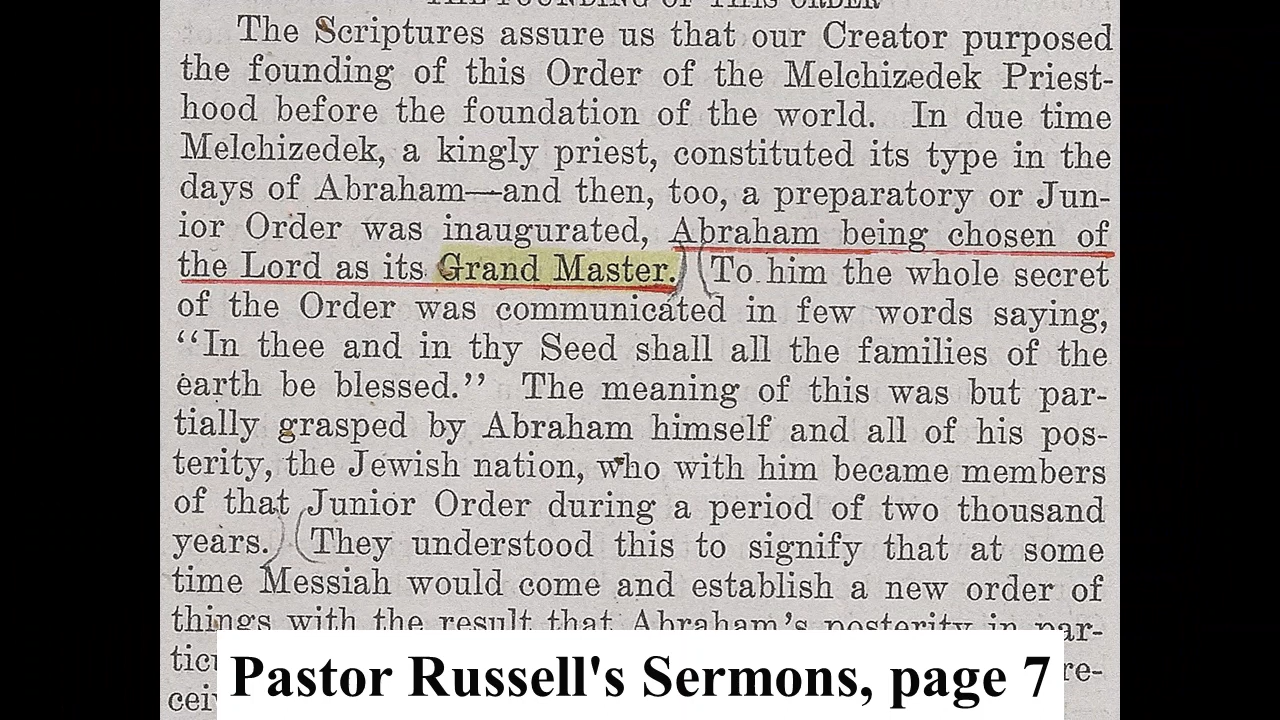 THE FOUNDING OF THIS ORDER
The Scriptures assure us that our Creator purposed
the founding of this Order of the Melchizedek Priest-
hood before the foundation of the world. In due time
Melchizedek, a kingly priest, constituted its type in the
days of Abraham—and then, too, a preparatory or Jun-
ior Order was inaugurated, Abraham being chosen of
the Lord as its Grand Master. To him the whole secret
of the Order was communicated in few words saying,
“In thee and in thy Seed shall all the families of the
earth be blessed.” The meaning of this was but par-
tially grasped by Abraham himself and all of his pos-
terity, the Jewish nation, who with him became members
of that Junior Order during a period of two thousand
years. They understood this to signify that at some
time Messiah would come and establish a new order of
things with the result that Abraham's posterity in par-
Pastor Russell's Sermons, page 7